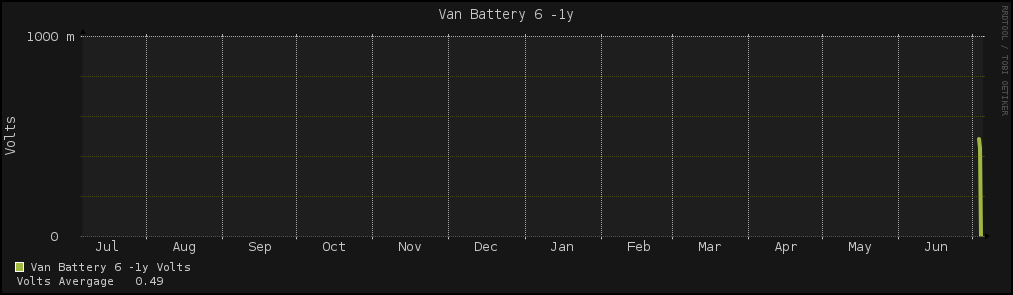 Van Battery 6 -1y
RRDTOOL / TOBI OETIKER
1000 m
Volts
0
Jul Aug Sep Oct Nov Dec Jan Feb Mar Apr May Jun
Van Battery 6 -1y Volts
Volts Avergage 0.49